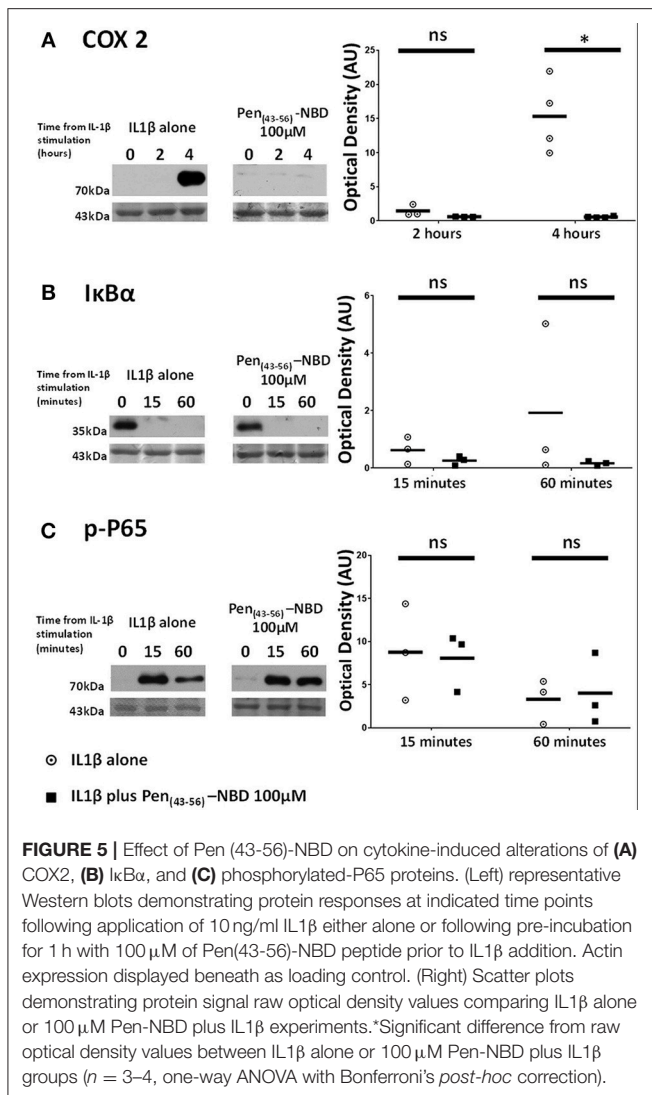 A COX 2
Time from IL-1β
stimulation
(hours)
IL1β alone
0 2 4
Pen(43-56)-NBD
100µM
0 2 4
70kDa
43kDa
Optical Density (AU)
25
20
15
10
5
0
ns
*
2 hours
4 hours
B IκBα
Time from IL-1β
stimulation
(minutes)
IL1β alone
0 15 60
Pen(43-56)–NBD
100µM
0 15 60
35kDa
43kDa
Optical Density (AU)
6
4
2
0
ns
ns
15 minutes
60 minutes
C p-P65
Time from IL-1β
stimulation
(minutes)
IL1β alone
0 15 60
Pen(43-56)–NBD
100µM
0 15 60
70kDa
43kDa
Optical Density (AU)
20
15
10
5
0
ns
ns
15 minutes
60 minutes
IL1β alone
IL1β plus Pen(43-56)–NBD 100µM
FIGURE 5 | Effect of Pen (43-56)-NBD on cytokine-induced alterations of (A)
COX2, (B) IκBα, and (C) phosphorylated-P65 proteins. (Left) representative
Western blots demonstrating protein responses at indicated time points
following application of 10 ng/ml IL1β either alone or following pre-incubation
for 1 h with 100 µM of Pen(43-56)-NBD peptide prior to IL1β addition. Actin
expression displayed beneath as loading control. (Right) Scatter plots
demonstrating protein signal raw optical density values comparing IL1β alone
or 100 µM Pen-NBD plus IL1β experiments.*Significant difference from raw
optical density values between IL1β alone or 100 µM Pen-NBD plus IL1β
groups (n = 3–4, one-way ANOVA with Bonferroni's post-hoc correction).